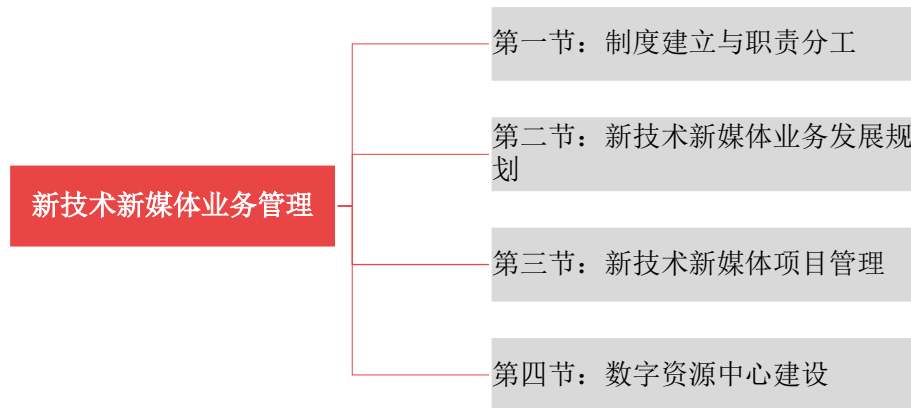 新技术新媒体业务管理
第一节：制度建立与职责分工
第二节：新技术新媒体业务发展规
划
第三节：新技术新媒体项目管理
第四节：数字资源中心建设